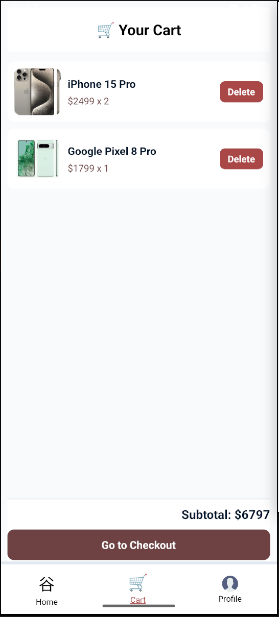 🛒 Your Cart
iPhone 15 Pro
$2499 x 2
Delete
Google Pixel 8 Pro
$1799 x 1
Delete
Subtotal: $6797
Go to Checkout
谷
Home
Cart
Profile